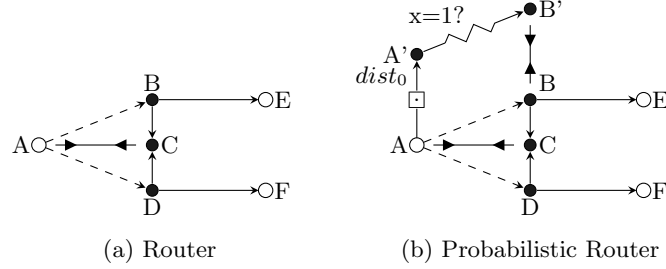 x=1?
B'
A'
dist₀
B
E
A
C
D
F
B
E
A
C
D
F
(a) Router
(b) Probabilistic Router